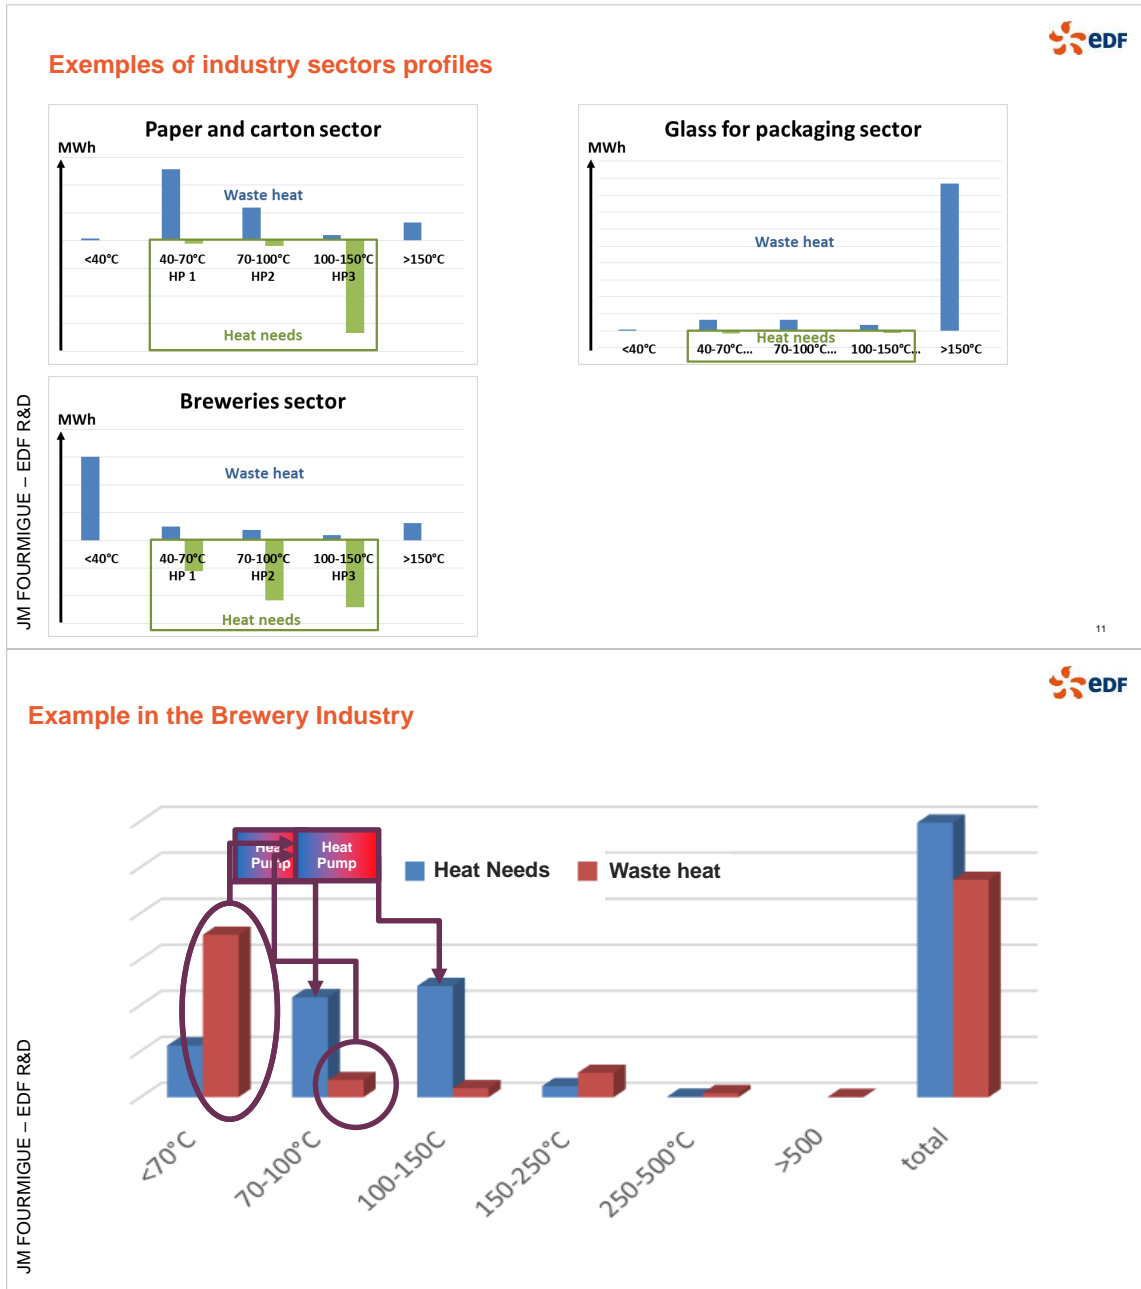 eDF
Exemples of industry sectors profiles
Paper and carton sector
MWh
Waste heat
<40°C
40-70°C
HP 1
70-100°C
HP2
100-150°C
HP3
>150°C
Heat needs
Glass for packaging sector
MWh
Waste heat
Heat needs
<40°C
40-70°C...
70-100°C...
100-150°C...
>150°C
Breweries sector
MWh
Waste heat
<40°C
40-70°C
HP 1
70-100°C
HP2
100-150°C
HP3
>150°C
Heat needs
JM FOURMIGUE – EDF R&D
11
eDF
Example in the Brewery Industry
Heat
Pump
Heat
Pump
Heat Needs
Waste heat
<70°C
70-100°C
100-150C
150-250°C
250-500°C
>500
total
JM FOURMIGUE – EDF R&D